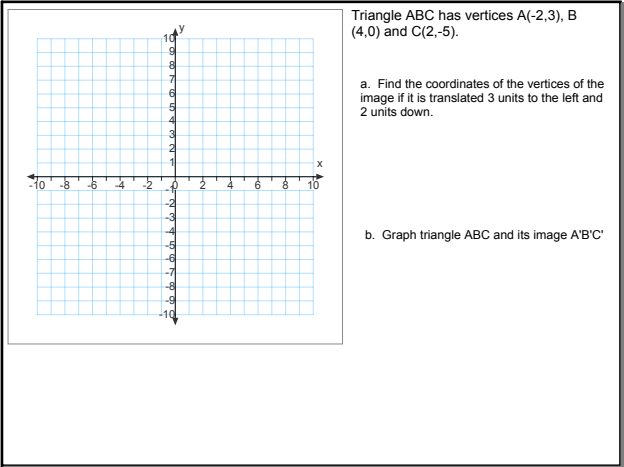 Triangle ABC has vertices A(-2,3), B
(4,0) and C(2,-5).
a. Find the coordinates of the vertices of the
image if it is translated 3 units to the left and
2 units down.
b. Graph triangle ABC and its image A'B'C'
y
10
9
8
7
6
5
4
3
2
1
x
-10 -8 -6 -4 -2 0 2 4 6 8 10
-1
-2
-3
-4
-5
-6
-7
-8
-9
-10